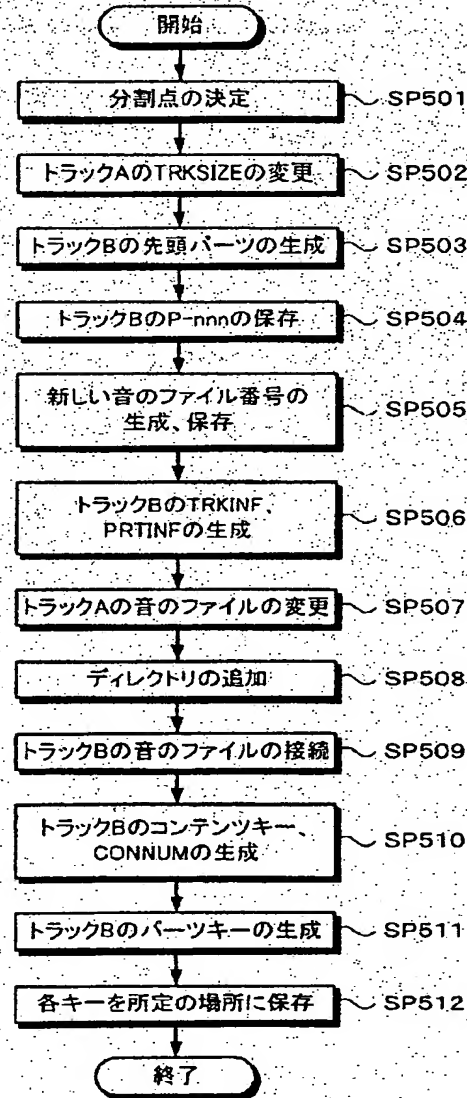 開始
分割点の決定
SP501
トラックAのTRKSIZEの変更
SP502
トラックBの先頭パーツの生成
SP503
トラックBのP-nnnの保存
SP504
新しい音のファイル番号の
生成、保存
SP505
トラックBのTRKINF、
PRTINFの生成
SP506
トラックAの音のファイルの変更
SP507
ディレクトリの追加
SP508
トラックBの音のファイルの接続
SP509
トラックBのコンテンツキー、
CONNUMの生成
SP510
トラックBのパーツキーの生成
SP511
各キーを所定の場所に保存
SP512
終了